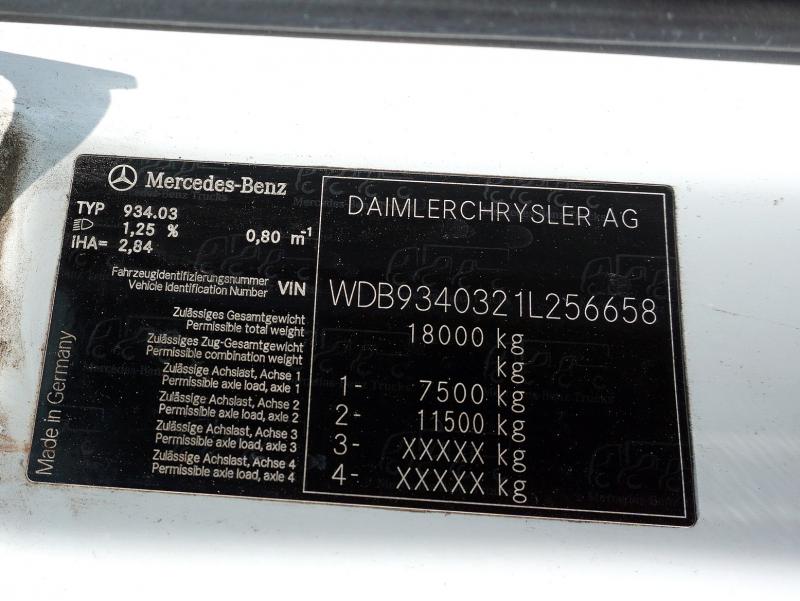 Mercedes-Benz
TYP 934.03
1,25 % 0,80 m⁻¹
iHA= 2,84
Fahrzeugidentifizierungsnummer
Vehicle Identification Number VIN
Zulässiges Gesamtgewicht
Permissible total weight
Zulässiges Zug-Gesamtgewicht
Permissible combination weight
Zulässige Achslast, Achse 1
Permissible axle load, axle 1
Zulässige Achslast, Achse 2
Permissible axle load, axle 2
Zulässige Achslast, Achse 3
Permissible axle load, axle 3
Zulässige Achslast, Achse 4
Permissible axle load, axle 4
Made in Germany
DAIMLERCHRYSLER AG
WDB9340321L256658
18000 kg
kg
1- 7500 kg
2- 11500 kg
3- XXXXX kg
4- XXXXX kg